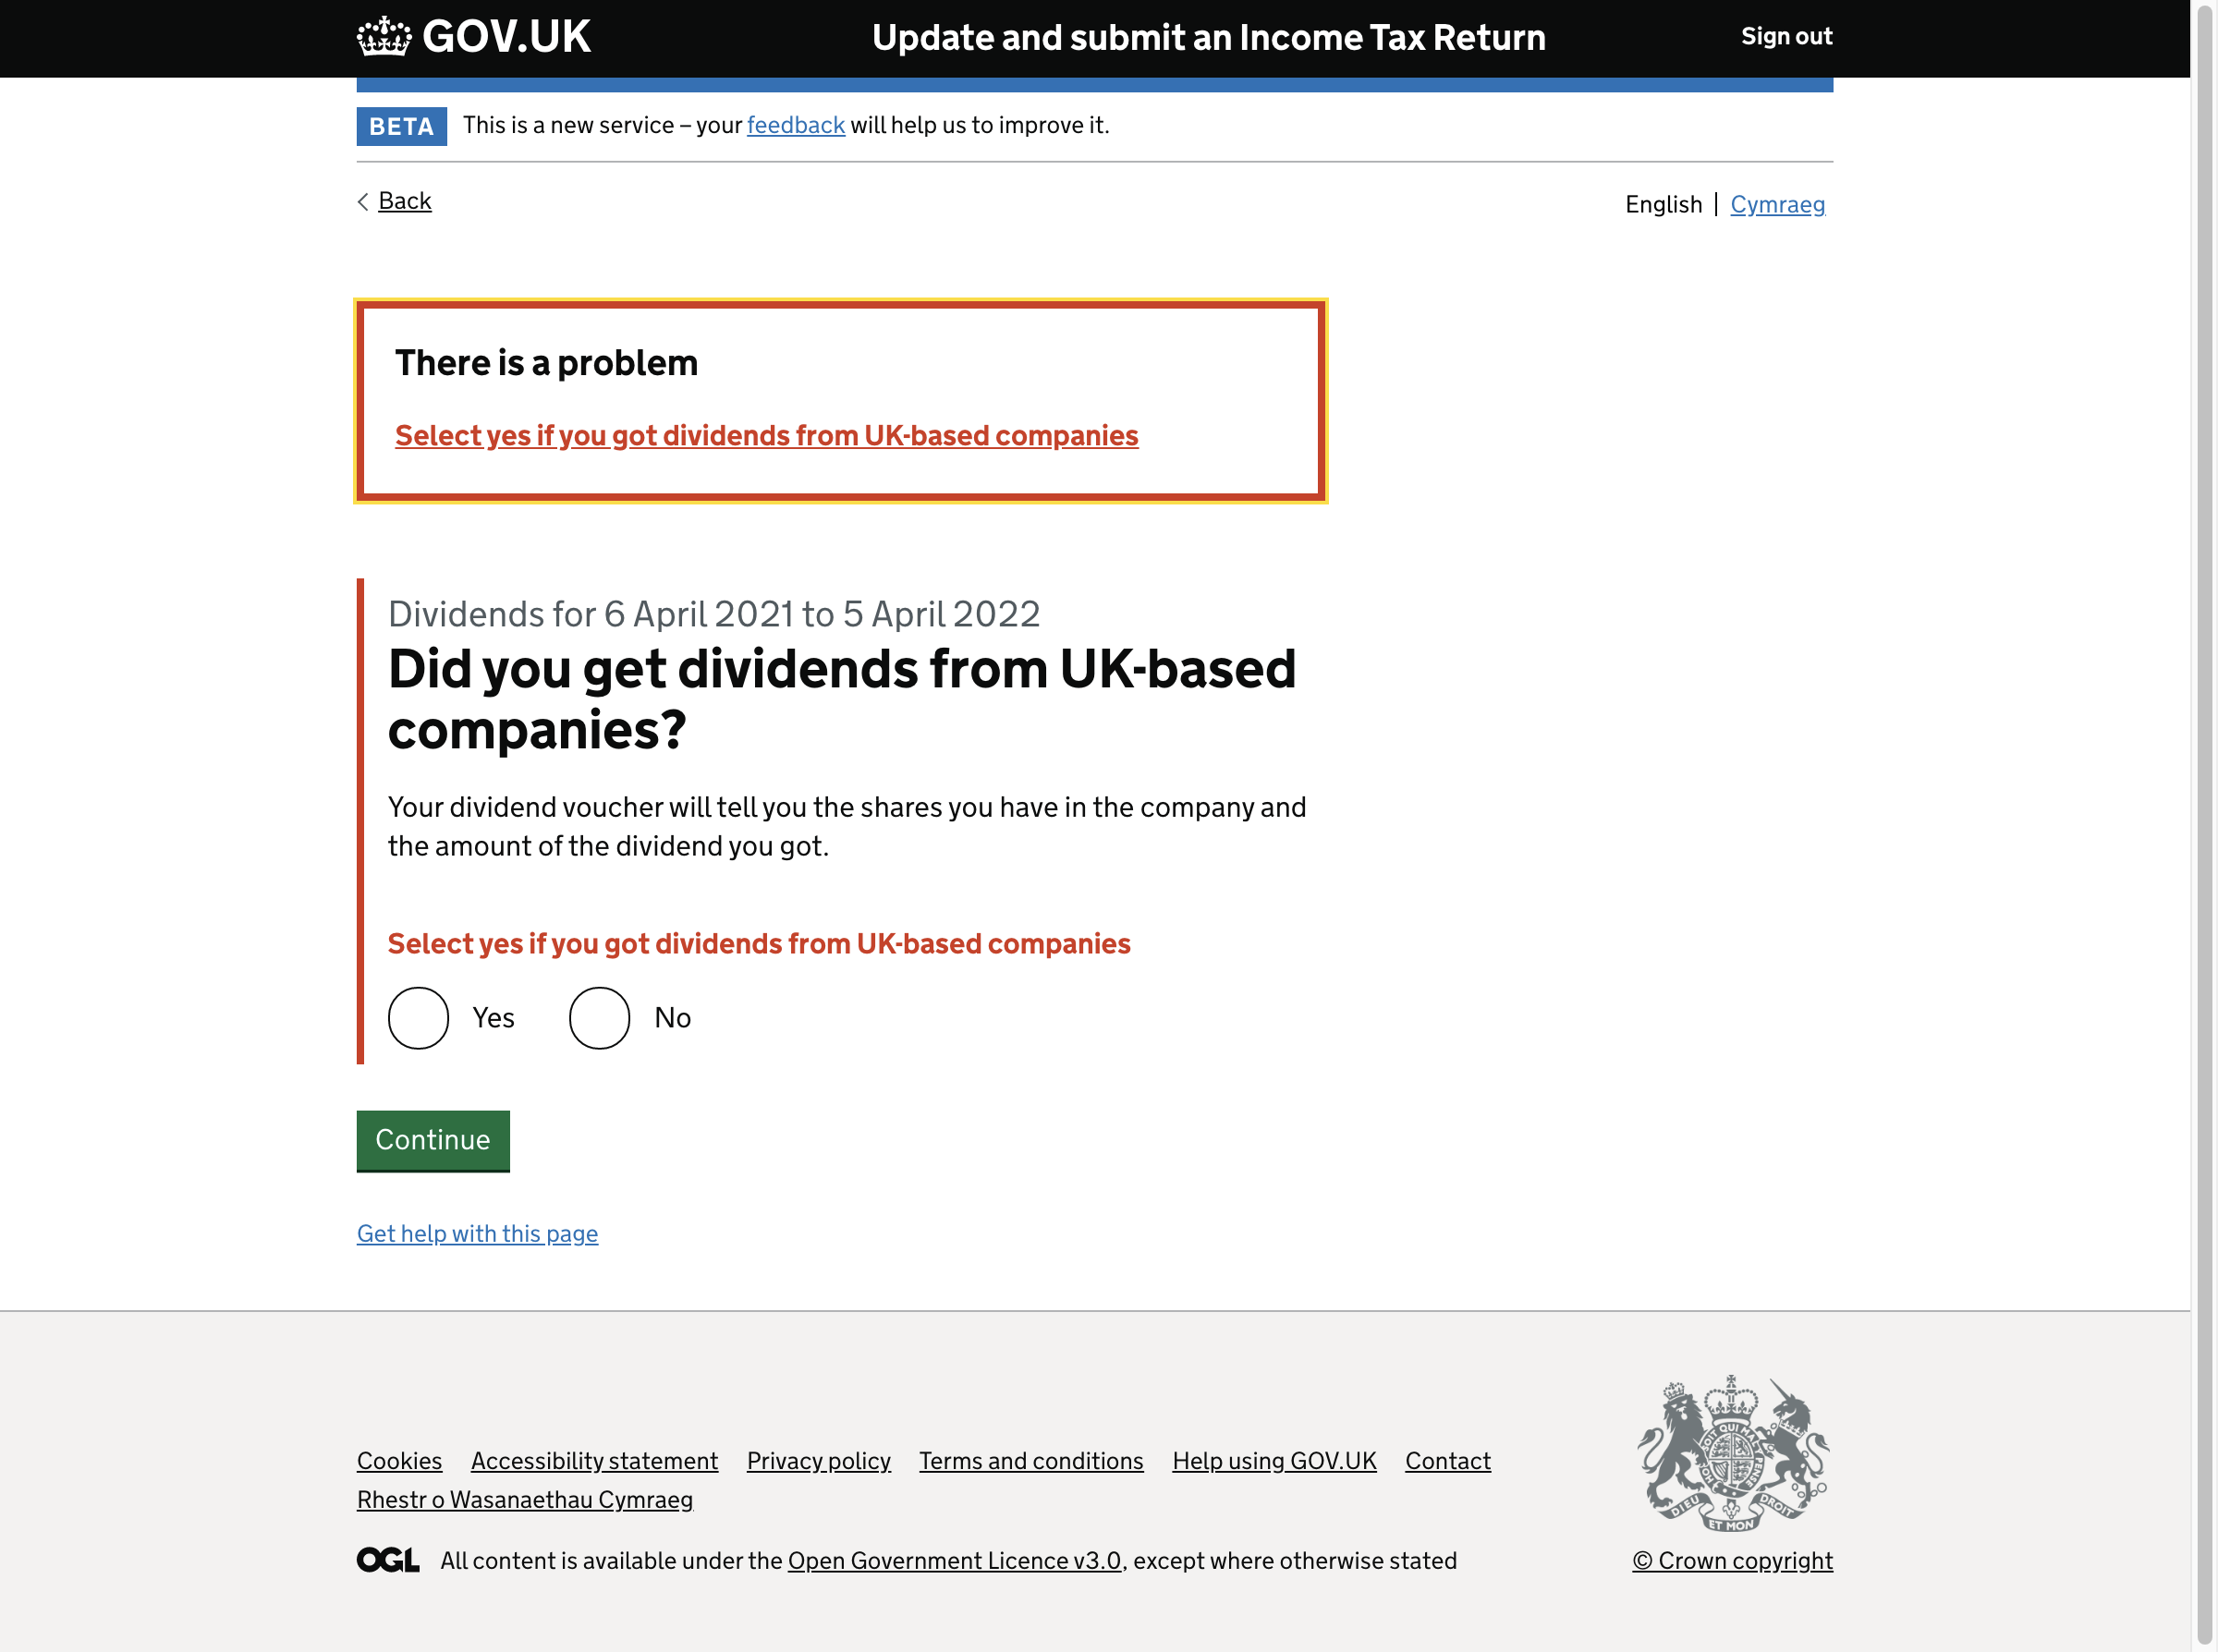 GOV.UK
Update and submit an Income Tax Return
Sign out
BETA
This is a new service – your feedback will help us to improve it.
Back
English | Cymraeg
There is a problem
Select yes if you got dividends from UK-based companies
Dividends for 6 April 2021 to 5 April 2022
Did you get dividends from UK-based
companies?
Your dividend voucher will tell you the shares you have in the company and
the amount of the dividend you got.
Select yes if you got dividends from UK-based companies
Yes
No
Continue
Get help with this page
Cookies Accessibility statement Privacy policy Terms and conditions Help using GOV.UK Contact
Rhestr o Wasanaethau Cymraeg
DIEU ET MON DROIT
OGL All content is available under the Open Government Licence v3.0, except where otherwise stated
© Crown copyright